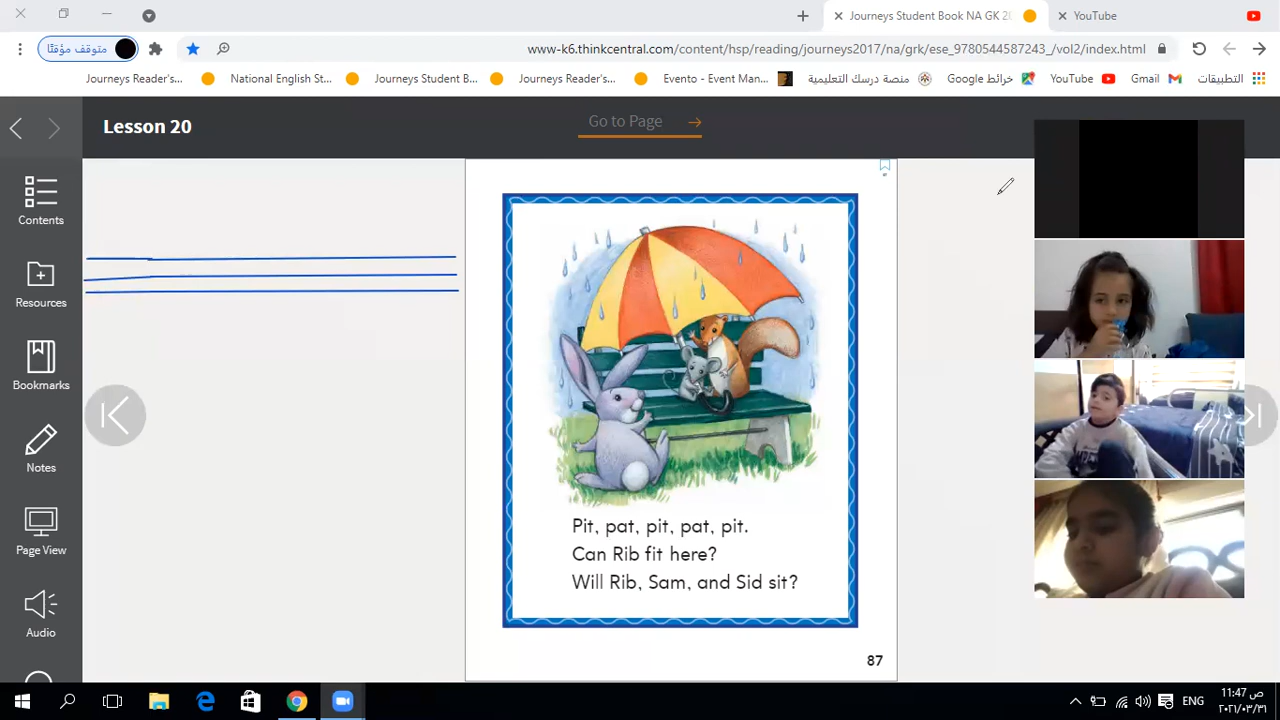 Journeys Student Book NA GK 20
YouTube
متوقف مؤقتًا
www-k6.thinkcentral.com/content/hsp/reading/journeys2017/na/grk/ese_9780544587243_/vol2/index.html
Journeys Reader's...
National English St...
Journeys Student B...
Journeys Reader's...
Evento - Event Man...
منصة درسك التعليمية
خرائط Google
YouTube
Gmail
التطبيقات
Lesson 20
Go to Page
Contents
Resources
Bookmarks
Notes
Page View
Audio
Pit, pat, pit, pat, pit.
Can Rib fit here?
Will Rib, Sam, and Sid sit?
87
ENG
11:47 ص
٢٠٢١/٠٣/٣١